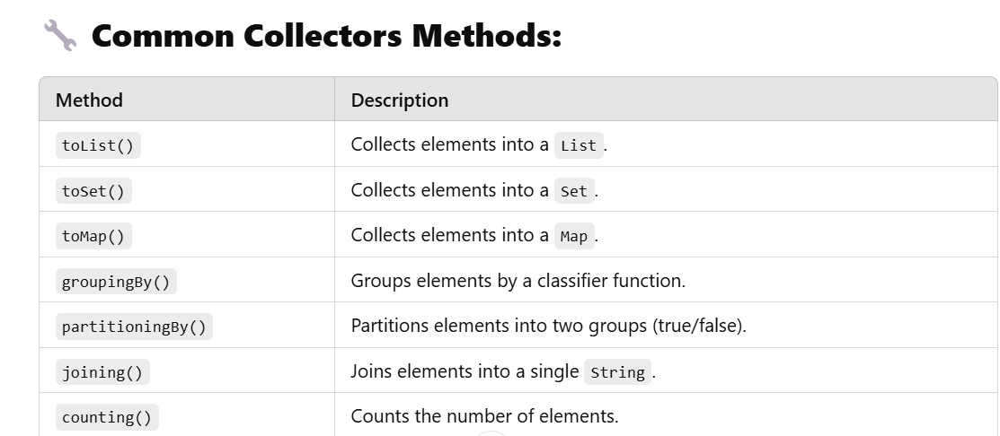 Common Collectors Methods:
Method Description
toList() Collects elements into a List.
toSet() Collects elements into a Set.
toMap() Collects elements into a Map.
groupingBy() Groups elements by a classifier function.
partitioningBy() Partitions elements into two groups (true/false).
joining() Joins elements into a single String.
counting() Counts the number of elements.